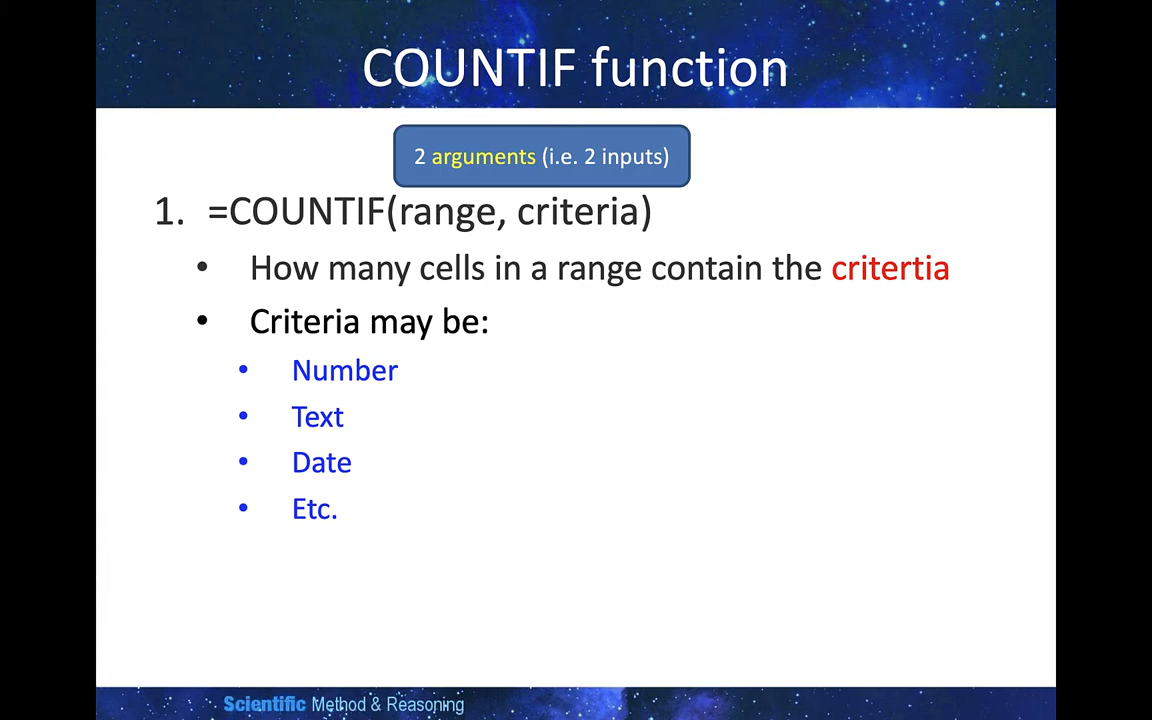 COUNTIF function
2 arguments (i.e. 2 inputs)
1. =COUNTIF(range, criteria)
• How many cells in a range contain the critertia
• Criteria may be:
• Number
• Text
• Date
• Etc.
Scientific Method & Reasoning